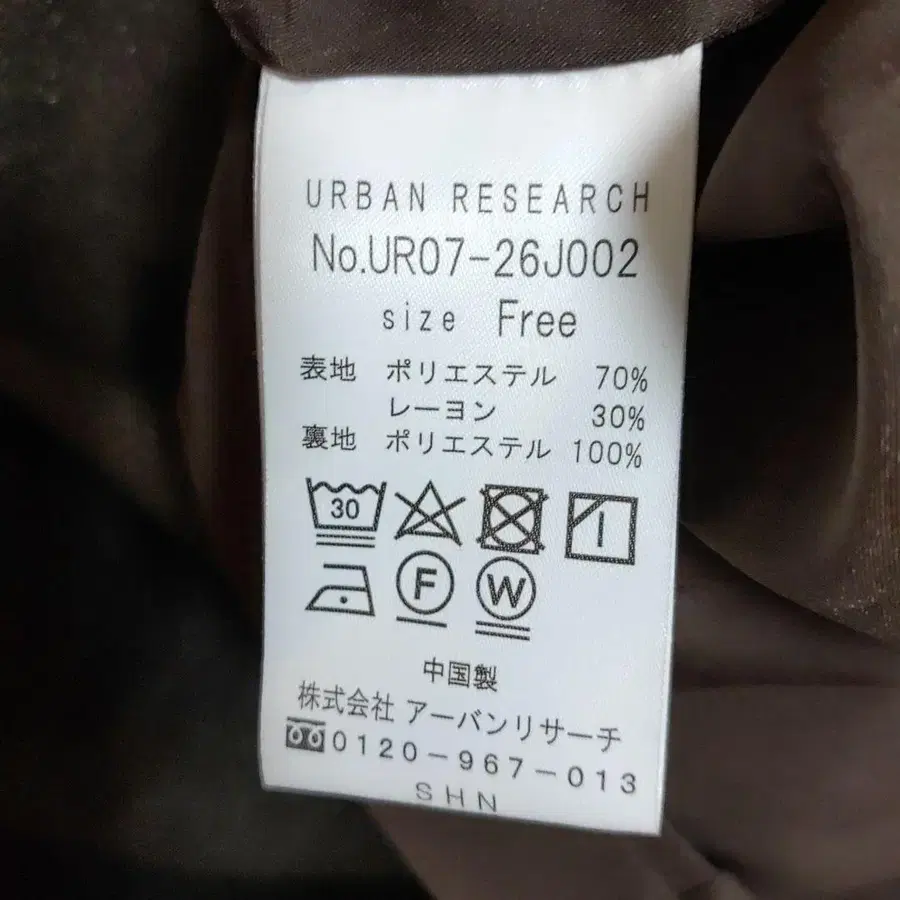 URBAN RESEARCH
No.UR07-26J002
size Free
表地 ポリエステル 70%
レーヨン 30%
裏地 ポリエステル 100%
30
F W
中国製
株式会社 アーバンリサーチ
0120-967-013
SHN